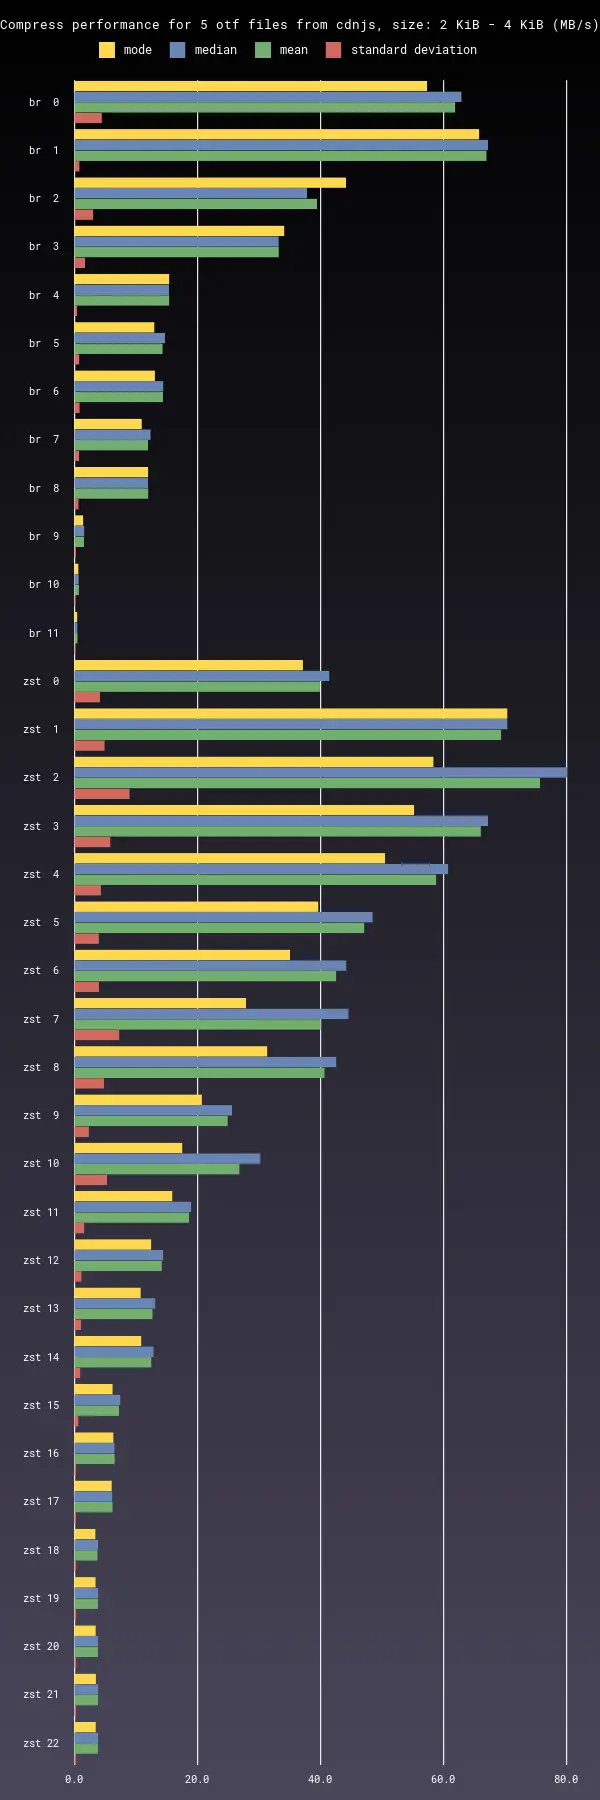 Compress performance for 5 otf files from cdnjs, size: 2 KiB - 4 KiB (MB/s)
mode median mean standard deviation
br 0
br 1
br 2
br 3
br 4
br 5
br 6
br 7
br 8
br 9
br 10
br 11
zst 0
zst 1
zst 2
zst 3
zst 4
zst 5
zst 6
zst 7
zst 8
zst 9
zst 10
zst 11
zst 12
zst 13
zst 14
zst 15
zst 16
zst 17
zst 18
zst 19
zst 20
zst 21
zst 22
0.0 20.0 40.0 60.0 80.0